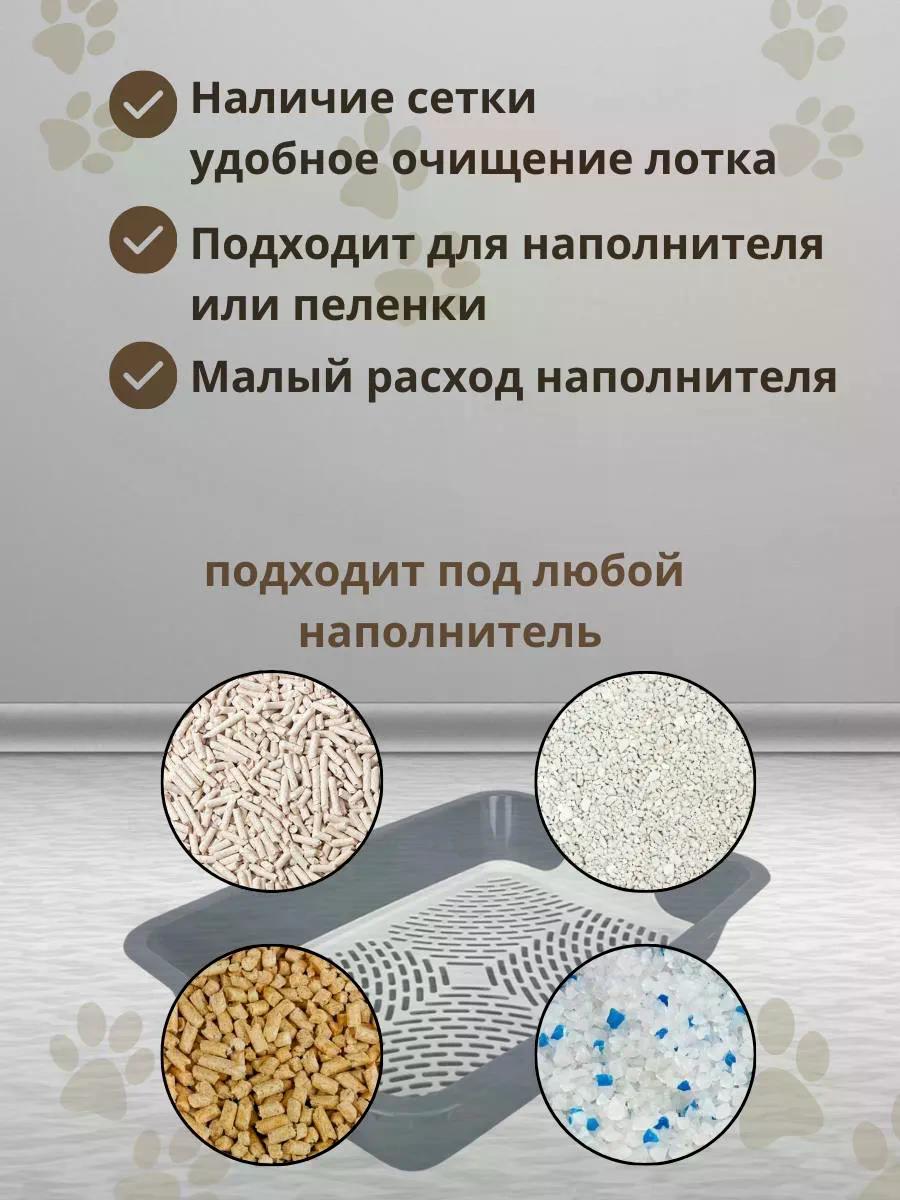 Наличие сетки
удобное очищение лотка
Подходит для наполнителя
или пеленки
Малый расход наполнителя
подходит под любой
наполнитель